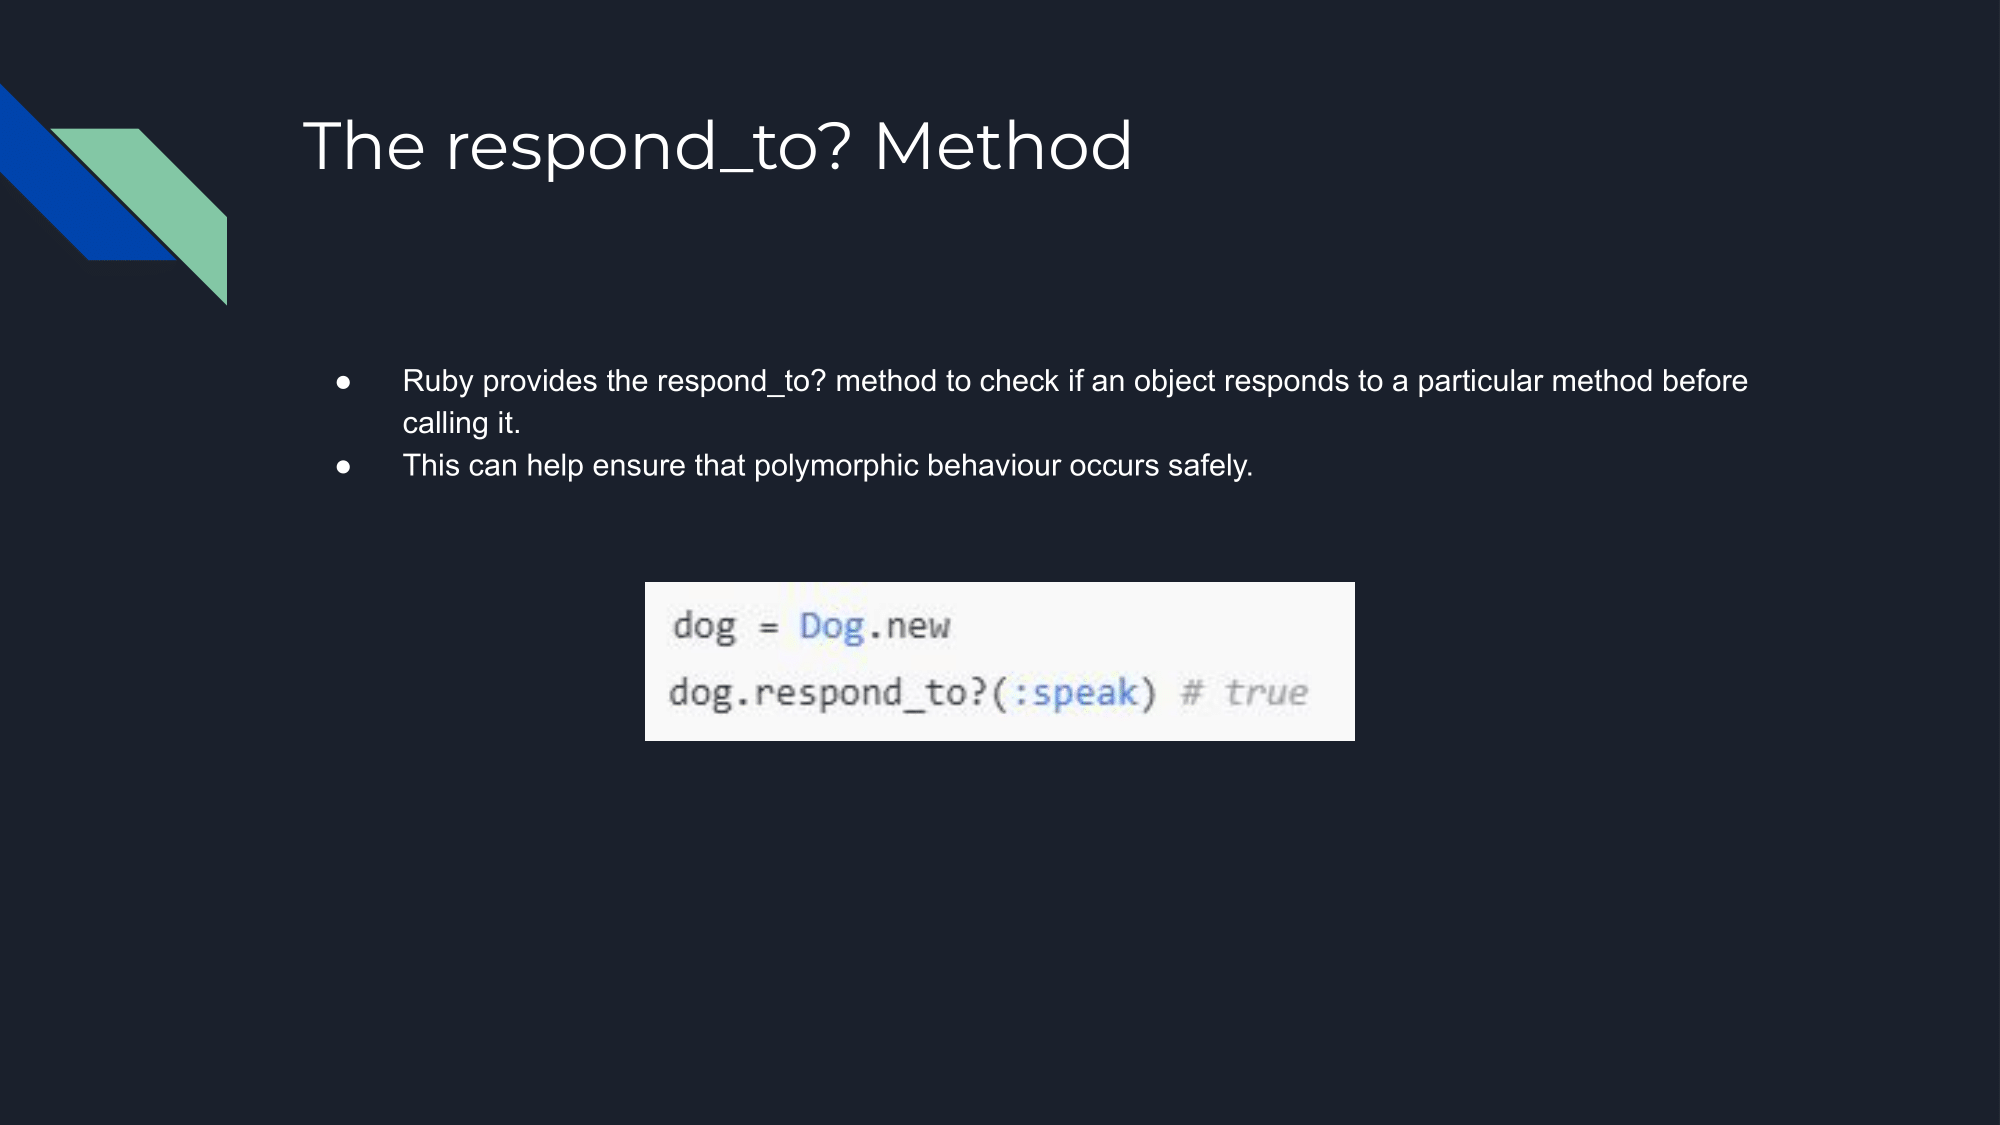 The respond_to? Method
● Ruby provides the respond_to? method to check if an object responds to a particular method before
calling it.
● This can help ensure that polymorphic behaviour occurs safely.
dog = Dog.new
dog.respond_to?(:speak) # true